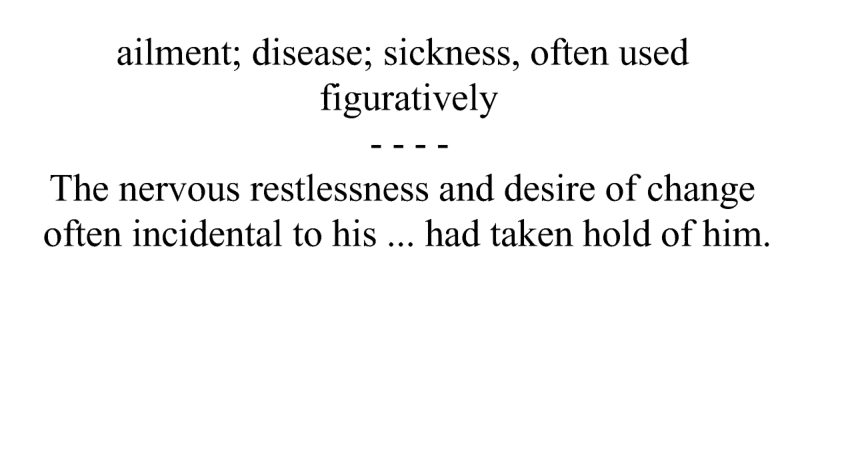 ailment; disease; sickness, often used
figuratively
- - - -
The nervous restlessness and desire of change
often incidental to his ... had taken hold of him.